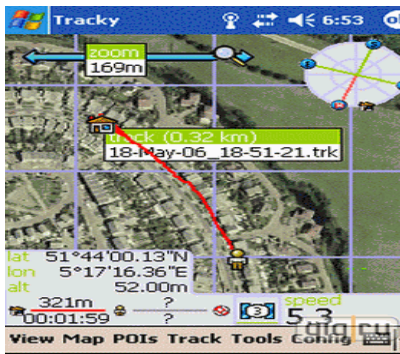 Tracky 6:53
zoom
169m
track (0.32 km)
18-May-06_18-51-21.trk
lat 51°44'00.13"N
lon 5°17'16.36"E
alt 52.00m
321m ? speed
00:01:59 ? 3 5.3
View Map POIs Track Tools Config